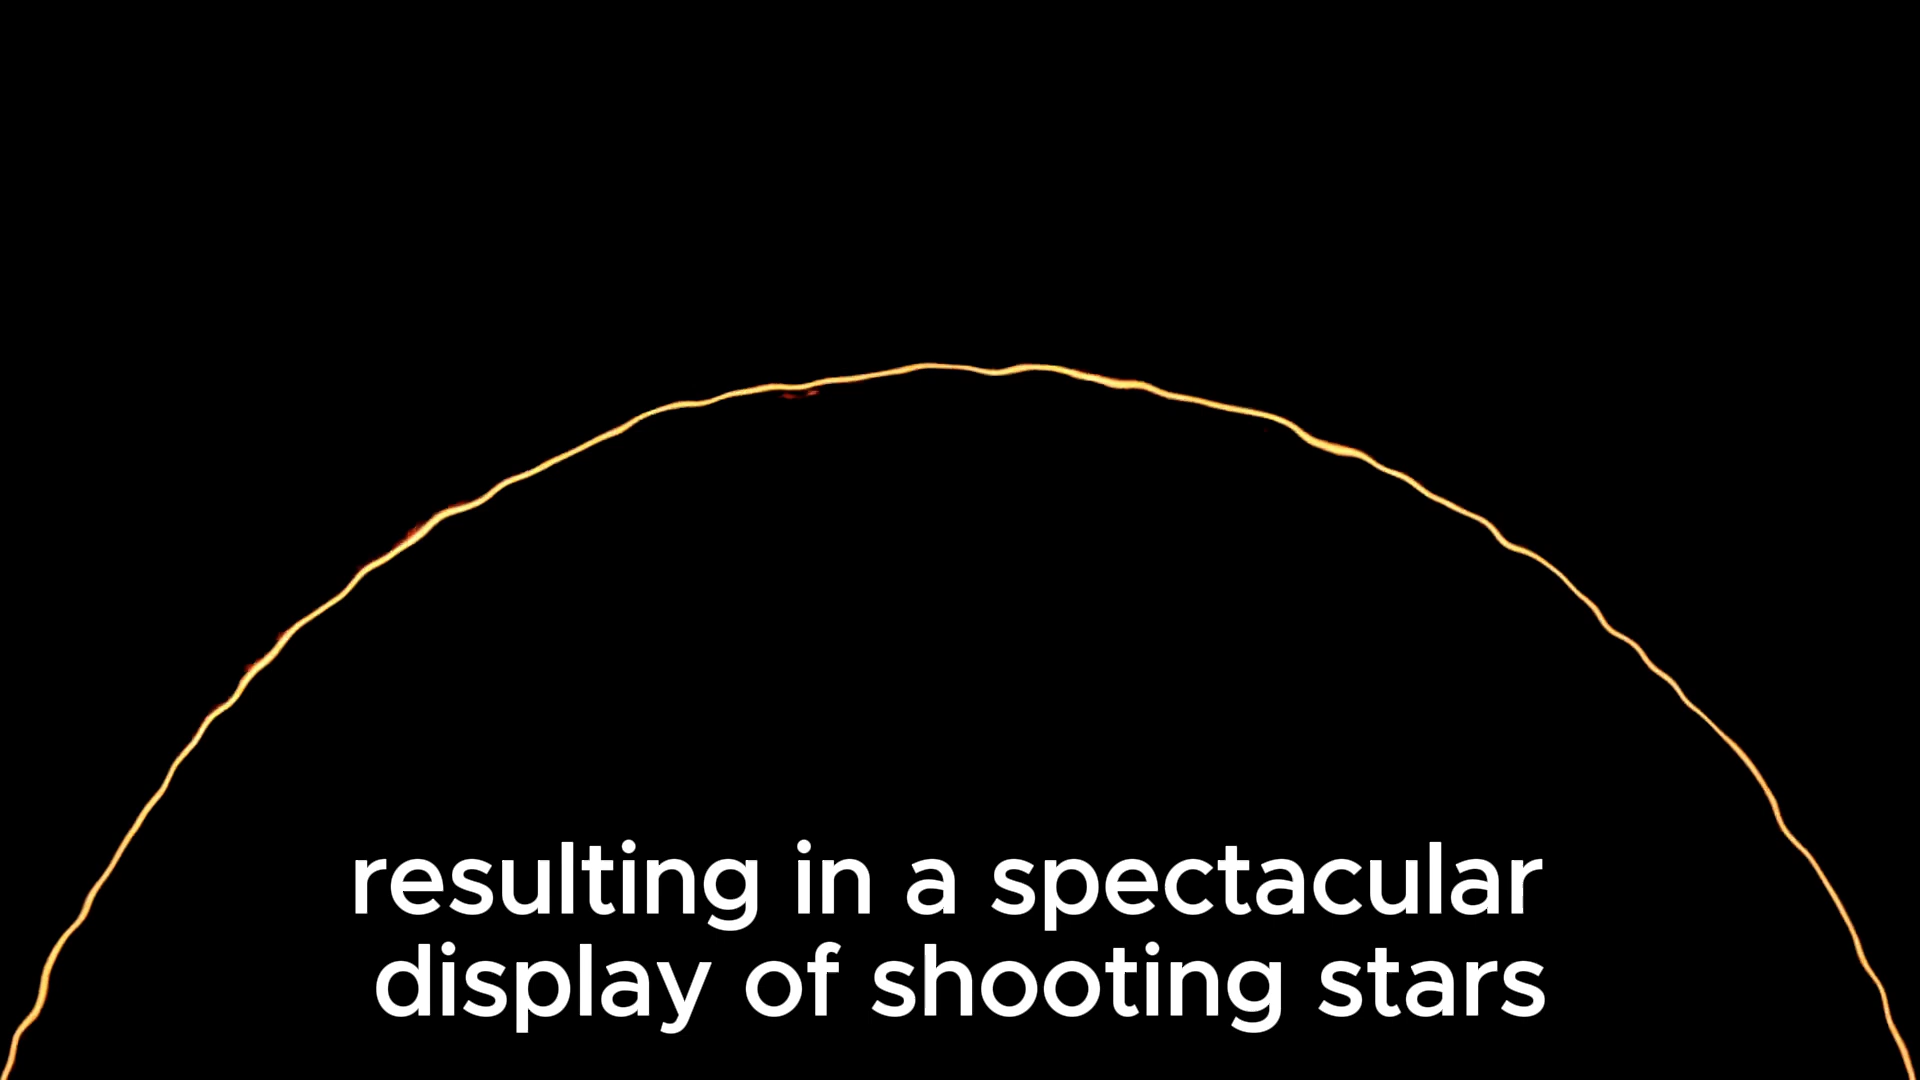 resulting in a spectacular
display of shooting stars